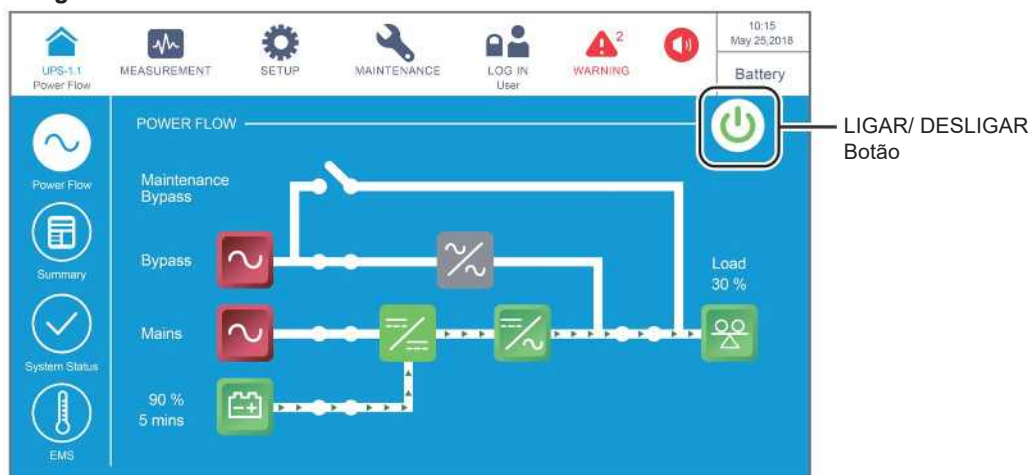 UPS-1.1
Power Flow
MEASUREMENT
SETUP
MAINTENANCE
LOG IN
User
2
WARNING
10:15
May 25,2018
Battery
LIGAR/ DESLIGAR
Botão
POWER FLOW
Power Flow
Maintenance
Bypass
Summary
Bypass
Load
30 %
Mains
System Status
90 %
5 mins
EMS